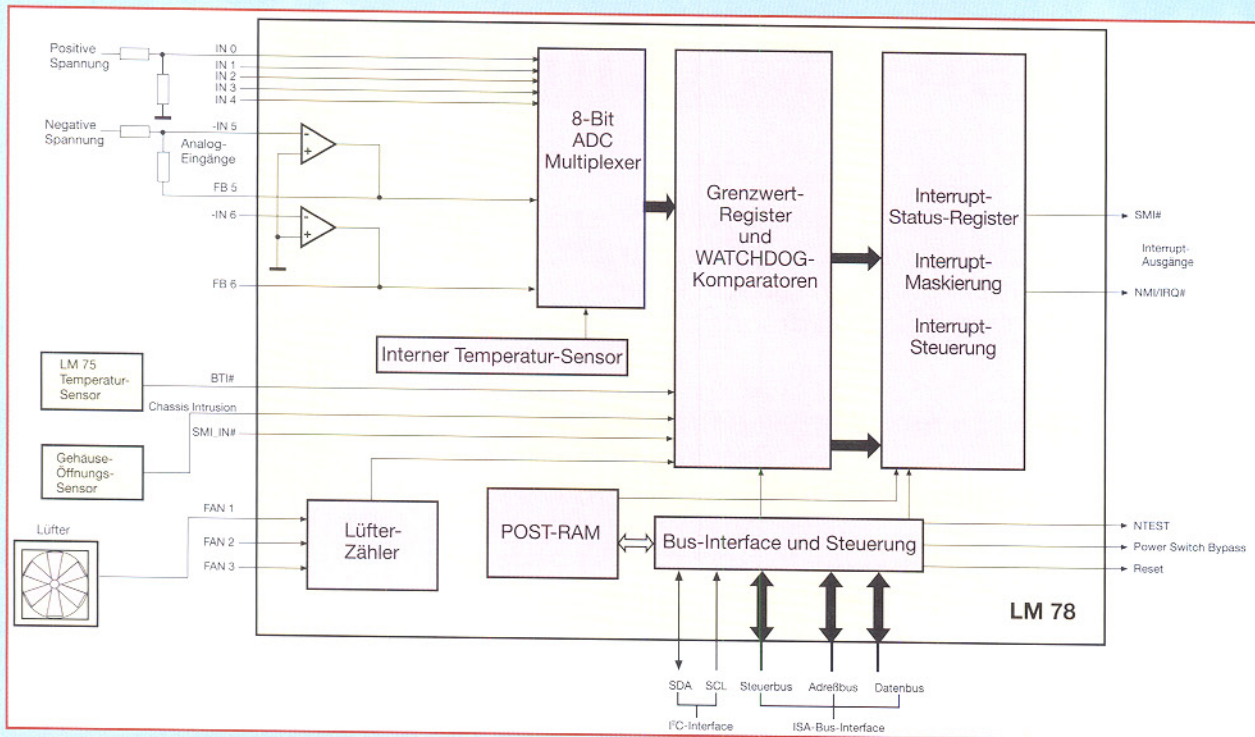 Positive
Spannung
IN 0
IN 1
IN 2
IN 3
IN 4
Negative
Spannung
-IN 5
Analog-
Eingänge
FB 5
-IN 6
FB 6
-
+
-
+
8-Bit
ADC
Multiplexer
Grenzwert-
Register
und
WATCHDOG-
Komparatoren
Interrupt-
Status-Register
Interrupt-
Maskierung
Interrupt-
Steuerung
SMI#
Interrupt-
Ausgänge
NMI/IRQ#
Interner Temperatur-Sensor
LM 75
Temperatur-
Sensor
BTI#
Chassis Intrusion
SMI_IN#
Gehäuse-
Öffnungs-
Sensor
Lüfter
FAN 1
FAN 2
FAN 3
Lüfter-
Zähler
POST-RAM
Bus-Interface und Steuerung
NTEST
Power Switch Bypass
Reset
LM 78
SDA
SCL
Steuerbus
Adreßbus
Datenbus
I²C-Interface
ISA-Bus-Interface